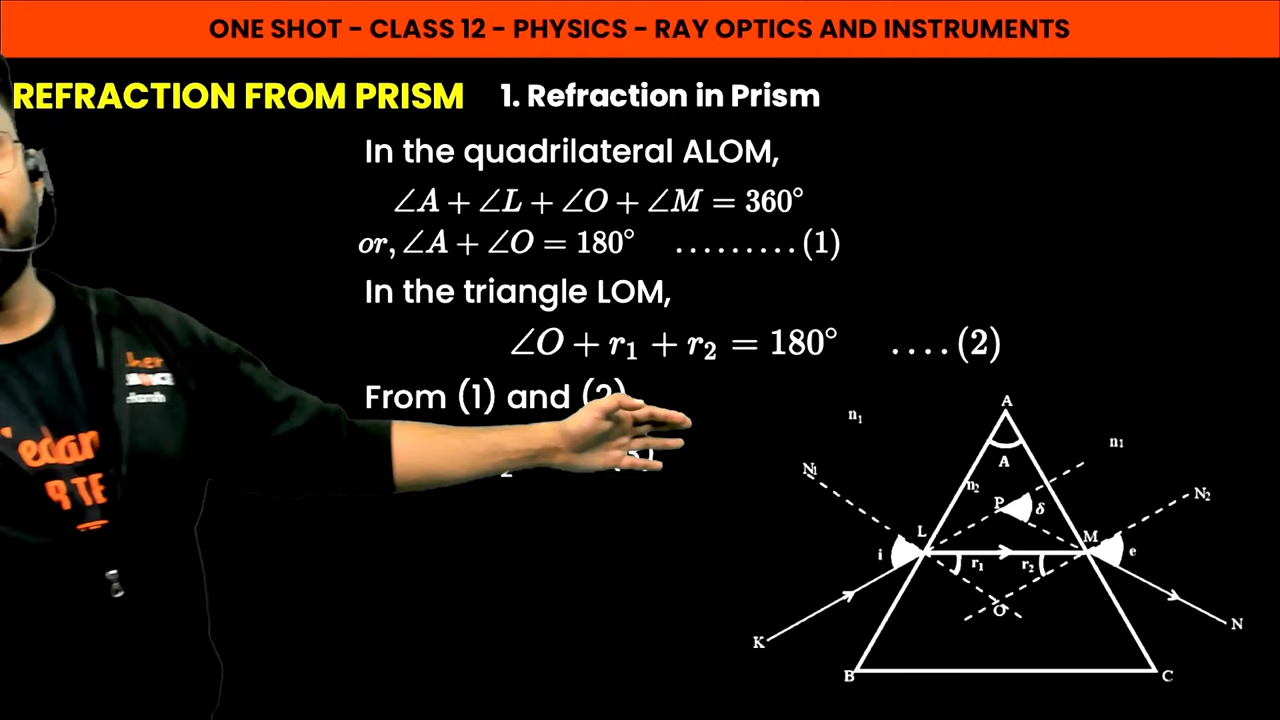 ONE SHOT - CLASS 12 - PHYSICS - RAY OPTICS AND INSTRUMENTS
REFRACTION FROM PRISM
1. Refraction in Prism
In the quadrilateral ALOM,
∠A + ∠L + ∠O + ∠M = 360°
or, ∠A + ∠O = 180° .........(1)
In the triangle LOM,
∠O + r₁ + r₂ = 180° ....(2)
From (1) and (2)
A
n₁
n₁
A
N₁
n₂
P
δ
N₂
L
M
i
r₁
r₂
e
O
K
N
B
C